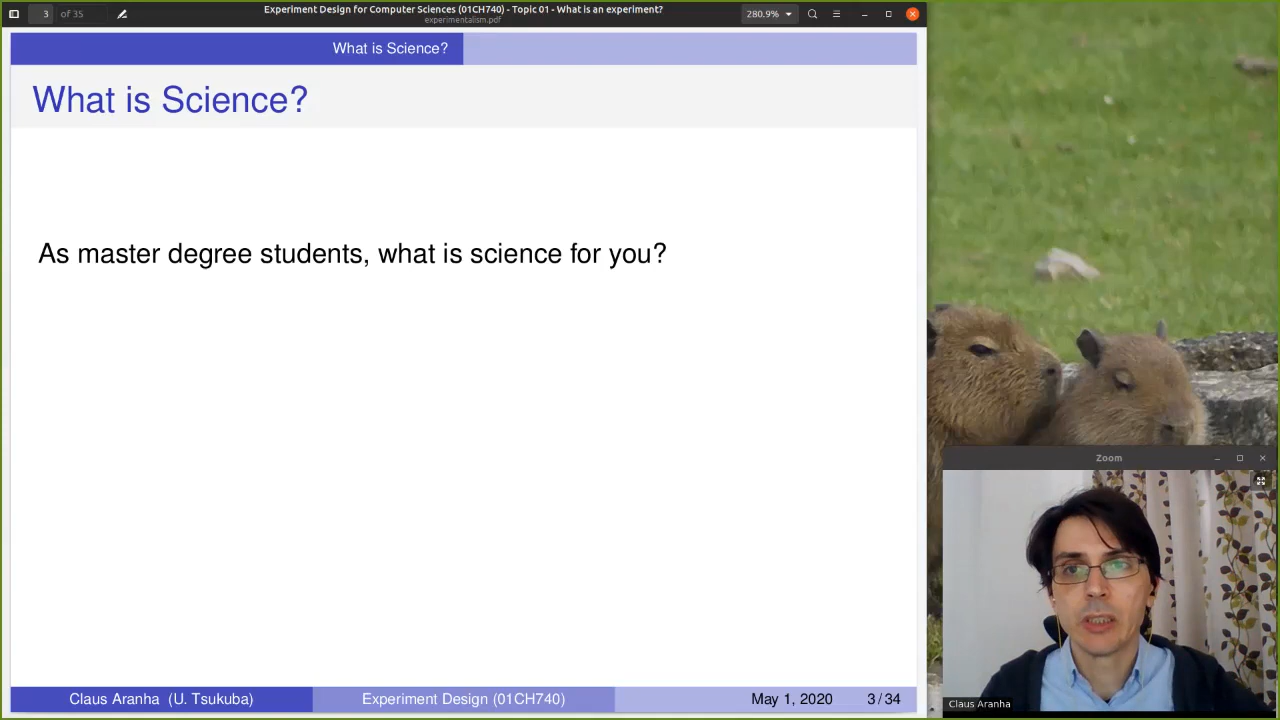 3 of 35
Experiment Design for Computer Sciences (01CH740) - Topic 01 - What is an experiment?
experimentalism.pdf
280.9%
What is Science?
What is Science?
As master degree students, what is science for you?
Zoom
Claus Aranha
Claus Aranha (U. Tsukuba)
Experiment Design (01CH740)
May 1, 2020
3 / 34